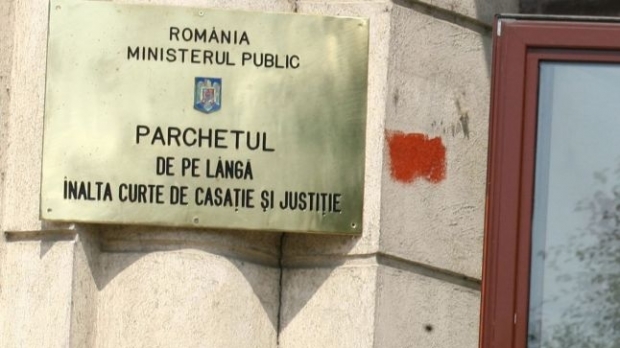 ROMÂNIA
MINISTERUL PUBLIC
PARCHETUL
DE PE LÂNGĂ
ÎNALTA CURTE DE CASAȚIE ȘI JUSTIȚIE